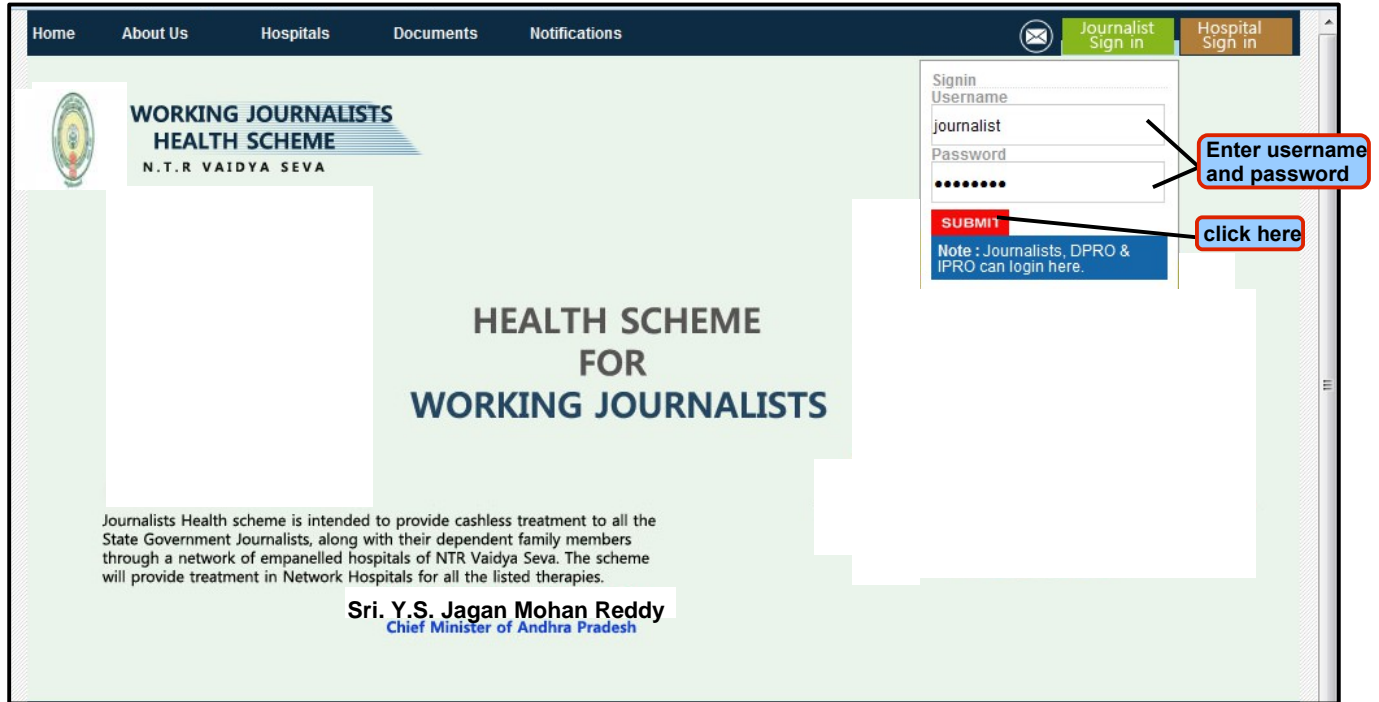 Home About Us Hospitals Documents Notifications
Journalist
Sign in
Hospital
Sign in
WORKING JOURNALISTS
HEALTH SCHEME
N.T.R VAIDYA SEVA
Signin
Username
journalist
Password
••••••••
SUBMIT
Note : Journalists, DPRO &
IPRO can login here.
Enter username
and password
click here
HEALTH SCHEME
FOR
WORKING JOURNALISTS
Journalists Health scheme is intended to provide cashless treatment to all the
State Government Journalists, along with their dependent family members
through a network of empanelled hospitals of NTR Vaidya Seva. The scheme
will provide treatment in Network Hospitals for all the listed therapies.
Sri. Y.S. Jagan Mohan Reddy
Chief Minister of Andhra Pradesh